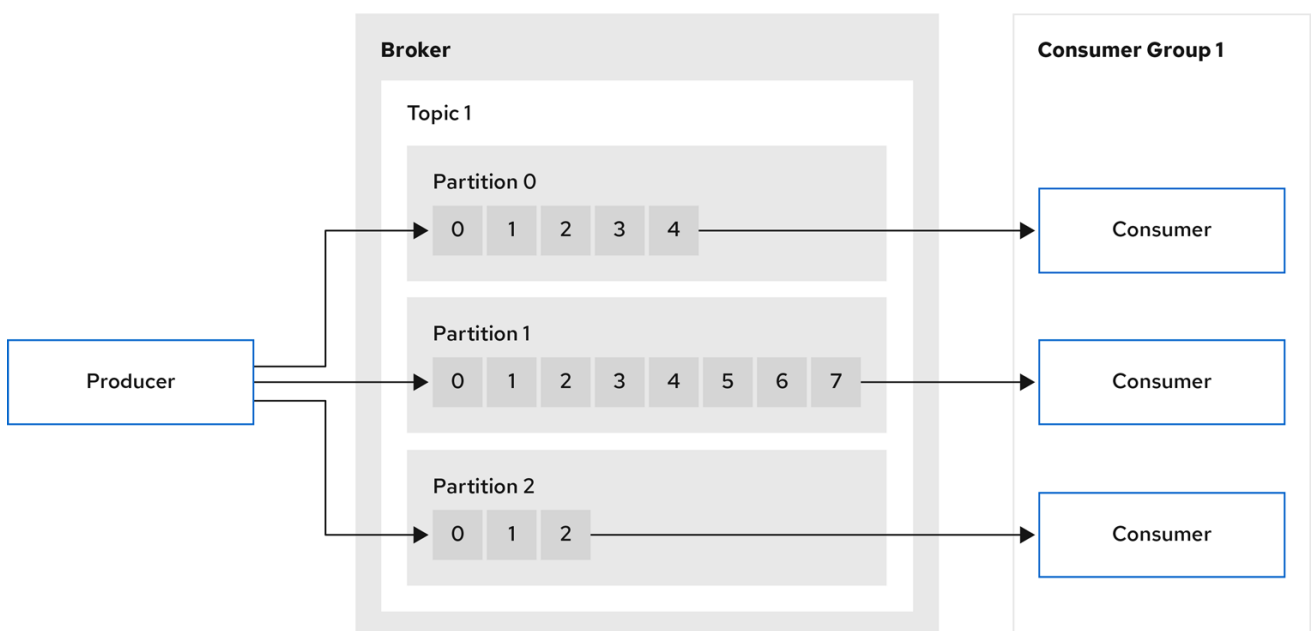 Broker
Consumer Group 1
Topic 1
Partition 0
0 1 2 3 4
Consumer
Partition 1
Producer
0 1 2 3 4 5 6 7
Consumer
Partition 2
0 1 2
Consumer